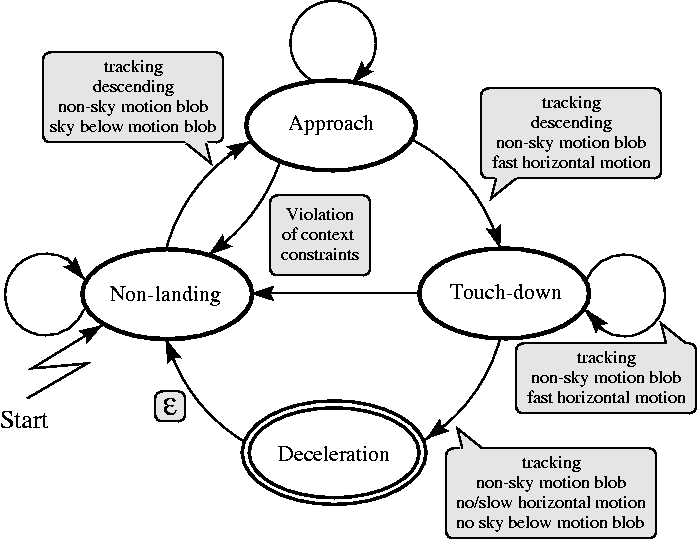 tracking
descending
non-sky motion blob
sky below motion blob
Approach
tracking
descending
non-sky motion blob
fast horizontal motion
Violation
of context
constraints
Non-landing
Touch-down
tracking
non-sky motion blob
fast horizontal motion
Start
ε
Deceleration
tracking
non-sky motion blob
no/slow horizontal motion
no sky below motion blob